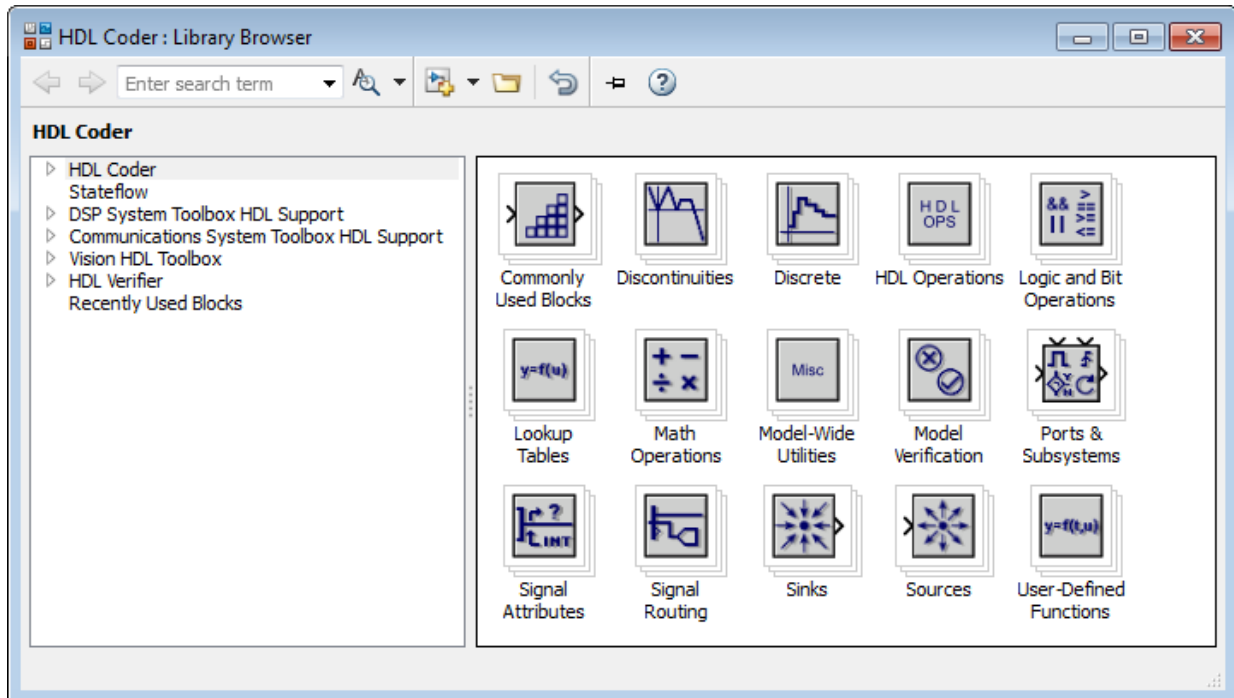 HDL Coder : Library Browser
Enter search term
HDL Coder
HDL Coder
Stateflow
DSP System Toolbox HDL Support
Communications System Toolbox HDL Support
Vision HDL Toolbox
HDL Verifier
Recently Used Blocks
HDL
OPS
&& >
==
|| >=
<=
Commonly
Used Blocks
Discontinuities
Discrete
HDL Operations
Logic and Bit
Operations
y=f(u)
+ −
÷ ×
Misc
Y
N
Lookup
Tables
Math
Operations
Model-Wide
Utilities
Model
Verification
Ports &
Subsystems
?
INT
y=f(t,u)
Signal
Attributes
Signal
Routing
Sinks
Sources
User-Defined
Functions